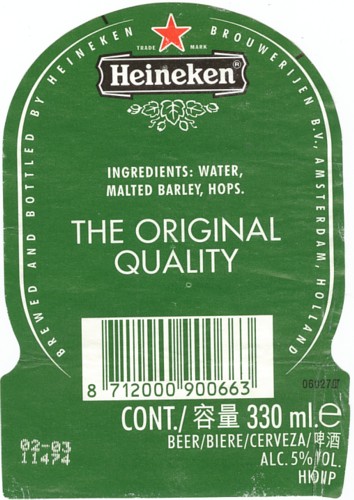 BREWED AND BOTTLED BY HEINEKEN BROUWERIJEN B.V., AMSTERDAM, HOLLAND
TRADE MARK
Heineken®
INGREDIENTS: WATER,
MALTED BARLEY, HOPS.
THE ORIGINAL
QUALITY
8 712000 900663
CONT./ 容量 330 ml.e
BEER/BIERE/CERVEZA/啤酒
ALC. 5% VOL.
02-03
11474